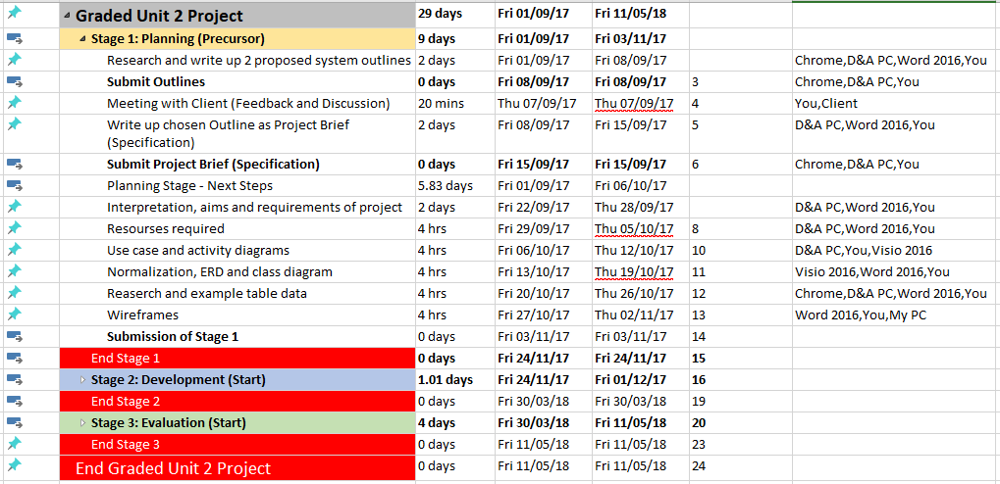 Graded Unit 2 Project 29 days Fri 01/09/17 Fri 11/05/18
Stage 1: Planning (Precursor) 9 days Fri 01/09/17 Fri 03/11/17
Research and write up 2 proposed system outlines 2 days Fri 01/09/17 Fri 08/09/17 Chrome,D&A PC,Word 2016,You
Submit Outlines 0 days Fri 08/09/17 Fri 08/09/17 3 Chrome,D&A PC,You
Meeting with Client (Feedback and Discussion) 20 mins Thu 07/09/17 Thu 07/09/17 4 You,Client
Write up chosen Outline as Project Brief 2 days Fri 08/09/17 Fri 15/09/17 5 D&A PC,Word 2016,You
(Specification)
Submit Project Brief (Specification) 0 days Fri 15/09/17 Fri 15/09/17 6 Chrome,D&A PC,You
Planning Stage - Next Steps 5.83 days Fri 01/09/17 Fri 06/10/17
Interpretation, aims and requirements of project 2 days Fri 22/09/17 Thu 28/09/17 D&A PC,Word 2016,You
Resourses required 4 hrs Fri 29/09/17 Thu 05/10/17 8 D&A PC,Word 2016,You
Use case and activity diagrams 4 hrs Fri 06/10/17 Thu 12/10/17 10 D&A PC,You,Visio 2016
Normalization, ERD and class diagram 4 hrs Fri 13/10/17 Thu 19/10/17 11 Visio 2016,Word 2016,You
Reaserch and example table data 4 hrs Fri 20/10/17 Thu 26/10/17 12 Chrome,D&A PC,Word 2016,You
Wireframes 4 hrs Fri 27/10/17 Thu 02/11/17 13 Word 2016,You,My PC
Submission of Stage 1 0 days Fri 03/11/17 Fri 03/11/17 14
End Stage 1 0 days Fri 24/11/17 Fri 24/11/17 15
Stage 2: Development (Start) 1.01 days Fri 24/11/17 Fri 01/12/17 16
End Stage 2 0 days Fri 30/03/18 Fri 30/03/18 19
Stage 3: Evaluation (Start) 4 days Fri 30/03/18 Fri 11/05/18 20
End Stage 3 0 days Fri 11/05/18 Fri 11/05/18 23
End Graded Unit 2 Project 0 days Fri 11/05/18 Fri 11/05/18 24